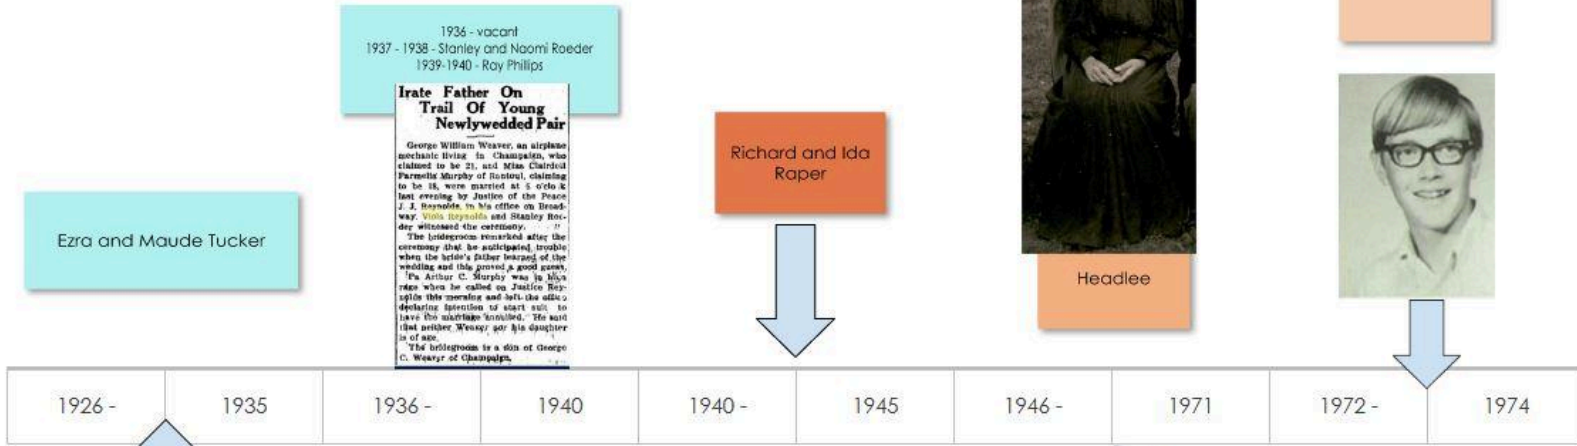 1936 - vacant
1937 - 1938 - Stanley and Naomi Roeder
1939-1940 - Ray Phillips
Irate Father On
Trail Of Young
Newlywedded Pair
George William Weaver, an airplane
mechanic living in Champaign, who
claimed to be 21, and Miss
Murphy of Rantoul, claiming
to be 18, were married at
last evening by Justice of the Peace
J. J. Reynolds, in his office on Broad-
way. Viola Reynolds and Stanley Roe-
der witnessed the ceremony.
The bridegroom remarked after the
ceremony that he anticipated trouble
when the bride's father learned of the
wedding and this proved a good guess.
Pa Arthur C. Murphy was in
rage when he called on Justice Rey-
nolds this morning and left the office
declaring intention to start suit to
have the marriage annulled. He said
that neither Weaver nor his daughter
is of age.
The bridegroom is a son of George
C. Weaver of Champaign.
Richard and Ida
Raper
Ezra and Maude Tucker
Headlee
1926 - 1935 1936 - 1940 1940 - 1945 1946 - 1971 1972 - 1974